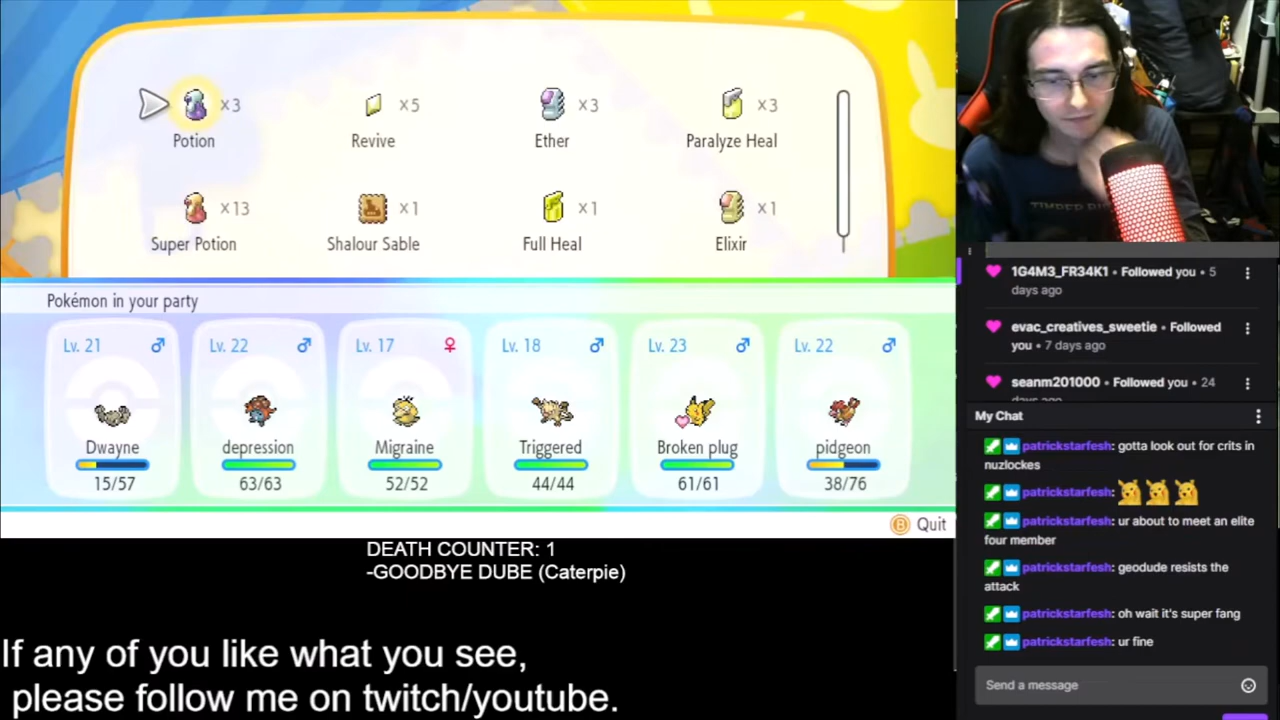 ×3
×5
×3
×3
Potion
Revive
Ether
Paralyze Heal
×13
×1
×1
×1
Super Potion
Shalour Sable
Full Heal
Elixir
Pokémon in your party
Lv. 21 ♂
Lv. 22 ♂
Lv. 17 ♀
Lv. 18 ♂
Lv. 23 ♂
Lv. 22 ♂
Dwayne
depression
Migraine
Triggered
Broken plug
pidgeon
15/57
63/63
52/52
44/44
61/61
38/76
B Quit
DEATH COUNTER: 1
-GOODBYE DUBE (Caterpie)
If any of you like what you see,
please follow me on twitch/youtube.
1G4M3_FR34K1 • Followed you • 5
days ago
evac_creatives_sweetie • Followed
you • 7 days ago
seanm201000 • Followed you • 24
days ago
My Chat
patrickstarfesh: gotta look out for crits in
nuzlockes
patrickstarfesh:
patrickstarfesh: ur about to meet an elite
four member
patrickstarfesh: geodude resists the
attack
patrickstarfesh: oh wait it's super fang
patrickstarfesh: ur fine
Send a message